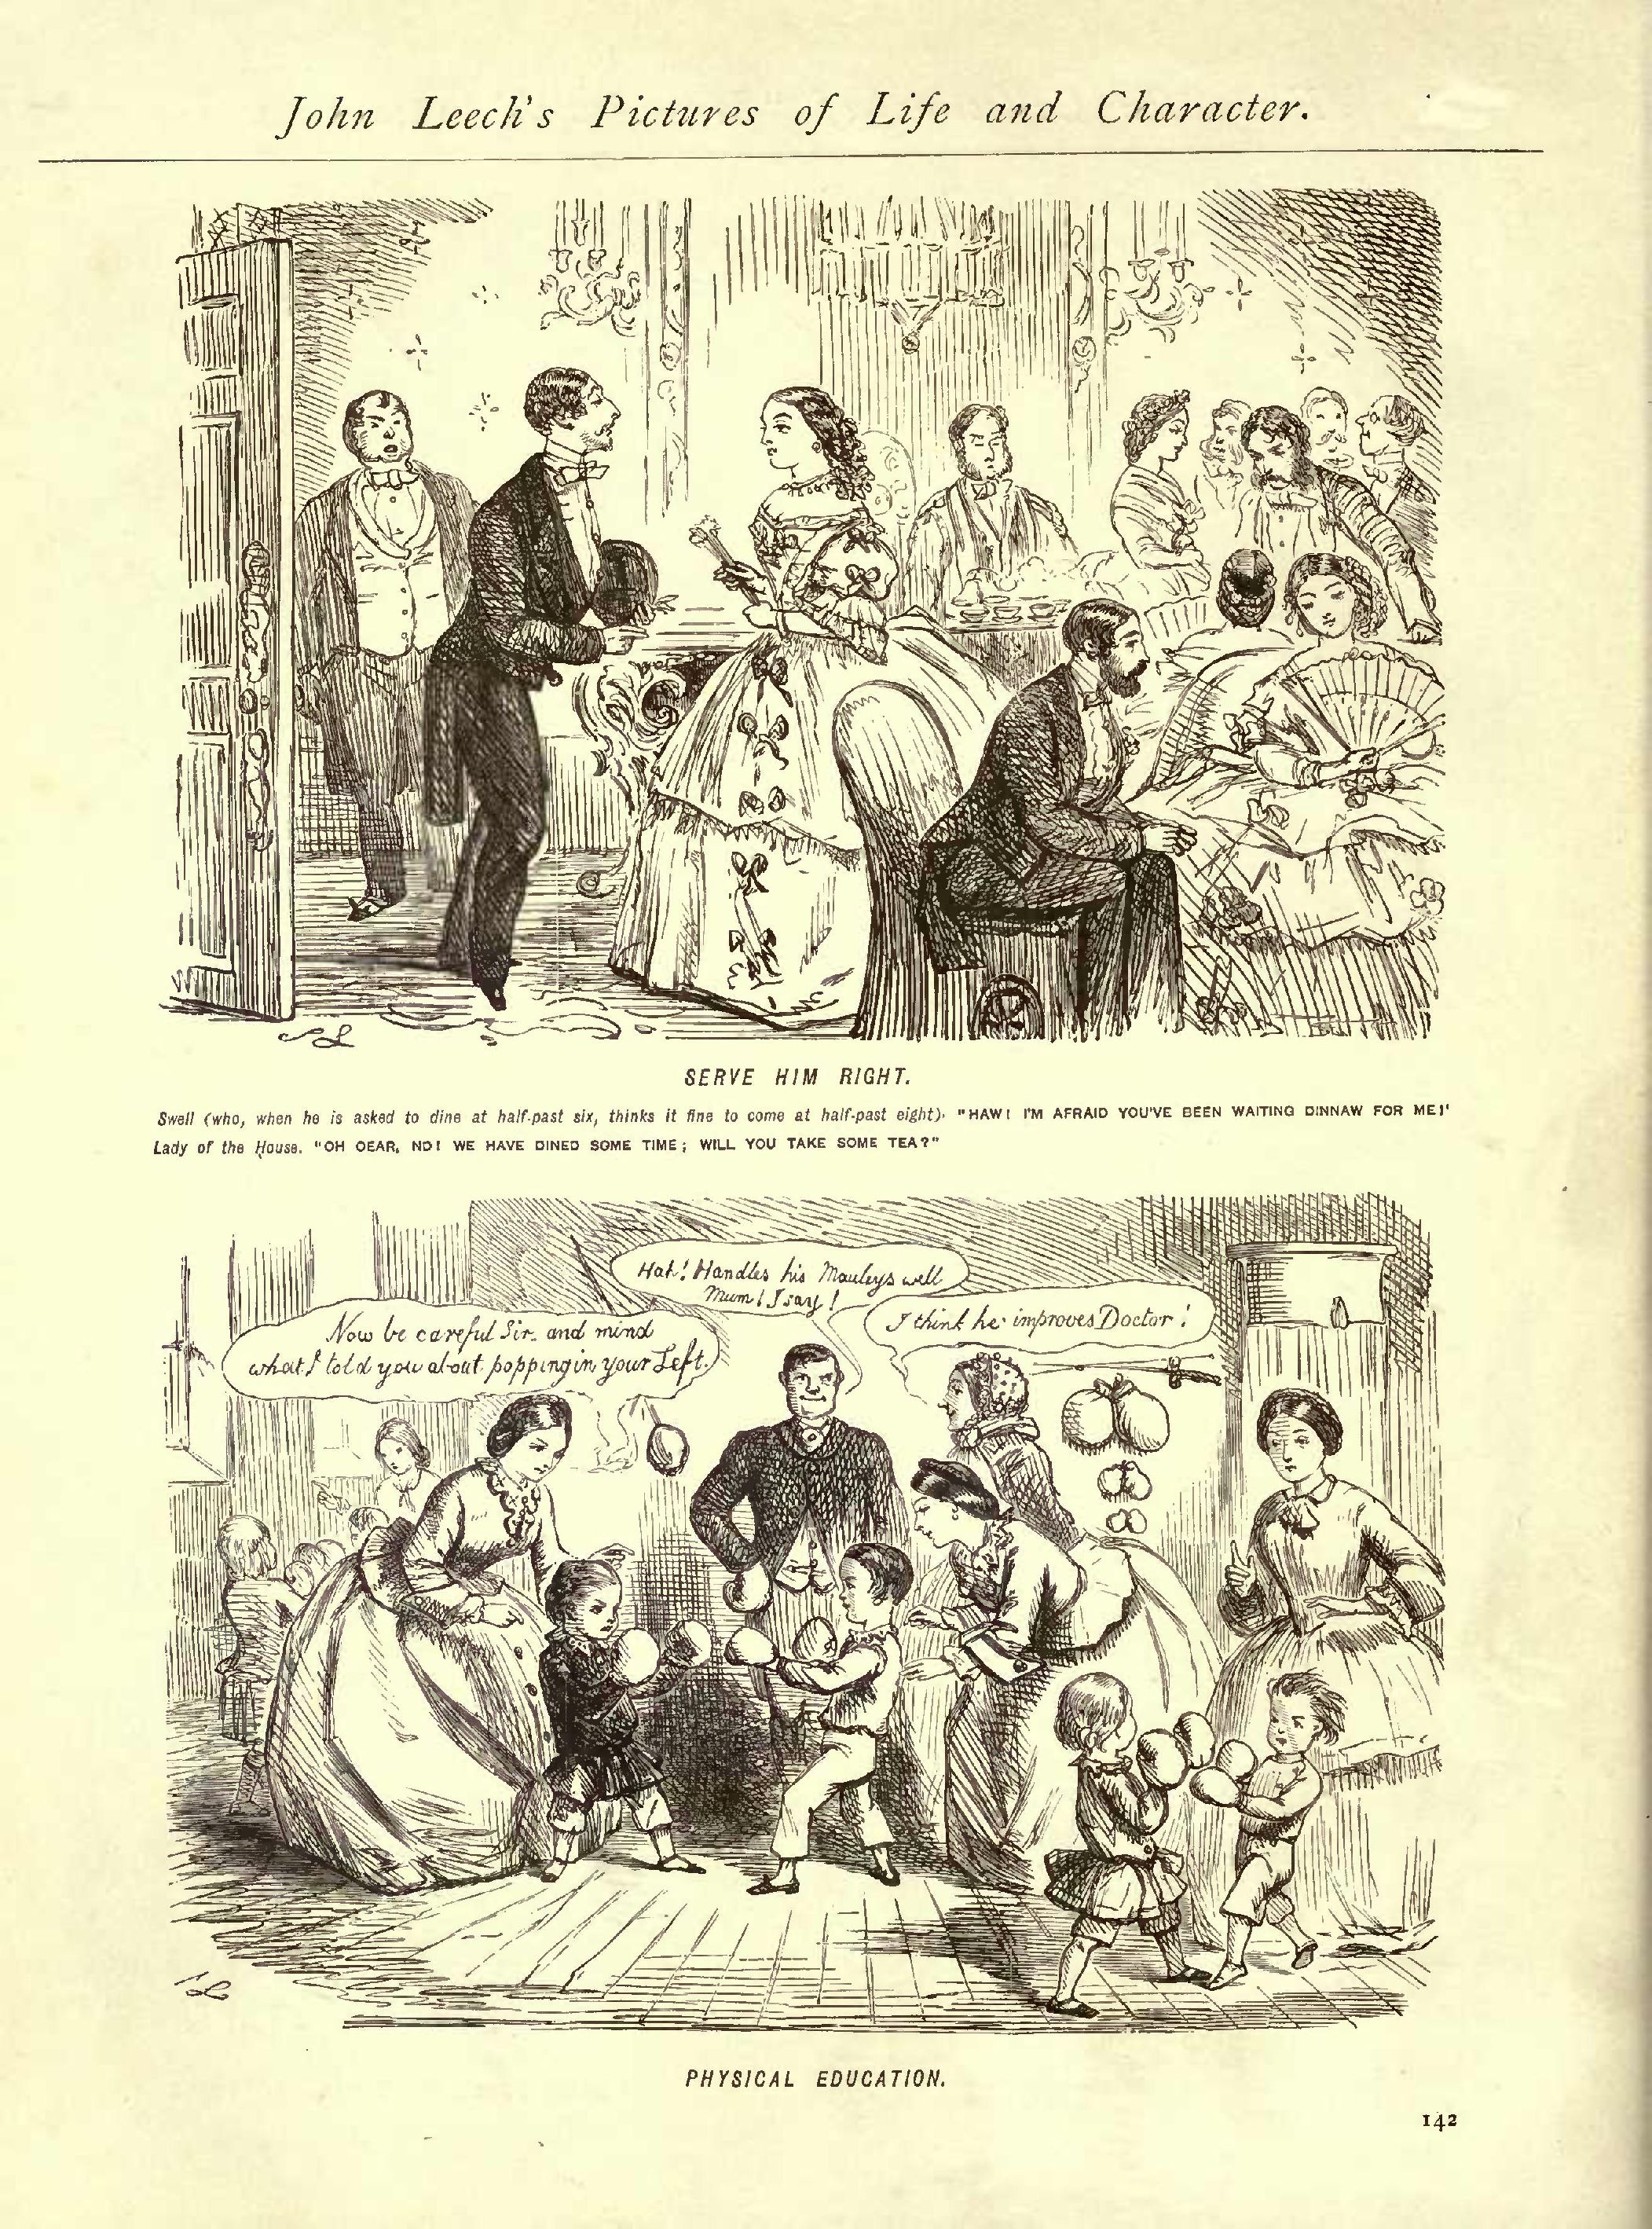 John Leech's Pictures of Life and Character.
SERVE HIM RIGHT.
Swell (who, when he is asked to dine at half-past six, thinks it fine to come at half-past eight). "HAW! I'M AFRAID YOU'VE BEEN WAITING DINNAW FOR ME!'
Lady of the House. "OH DEAR, NO! WE HAVE DINED SOME TIME; WILL YOU TAKE SOME TEA?"
Hah! Handles his Mauleys well
Mum! I say!
I think he improves Doctor!
Now be careful Sir. and mind
what I told you about popping in your Left.
PHYSICAL EDUCATION.
142